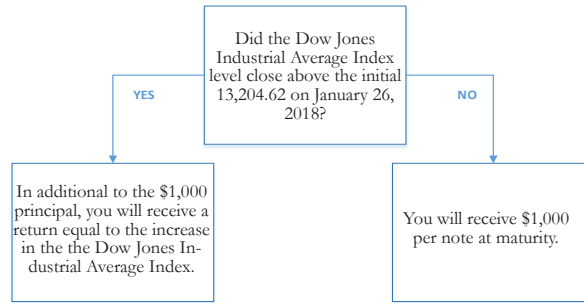 Did the Dow Jones
Industrial Average Index
level close above the initial
13,204.62 on January 26,
2018?
YES
NO
In additional to the $1,000
principal, you will receive a
return equal to the increase
in the the Dow Jones In-
dustrial Average Index.
You will receive $1,000
per note at maturity.